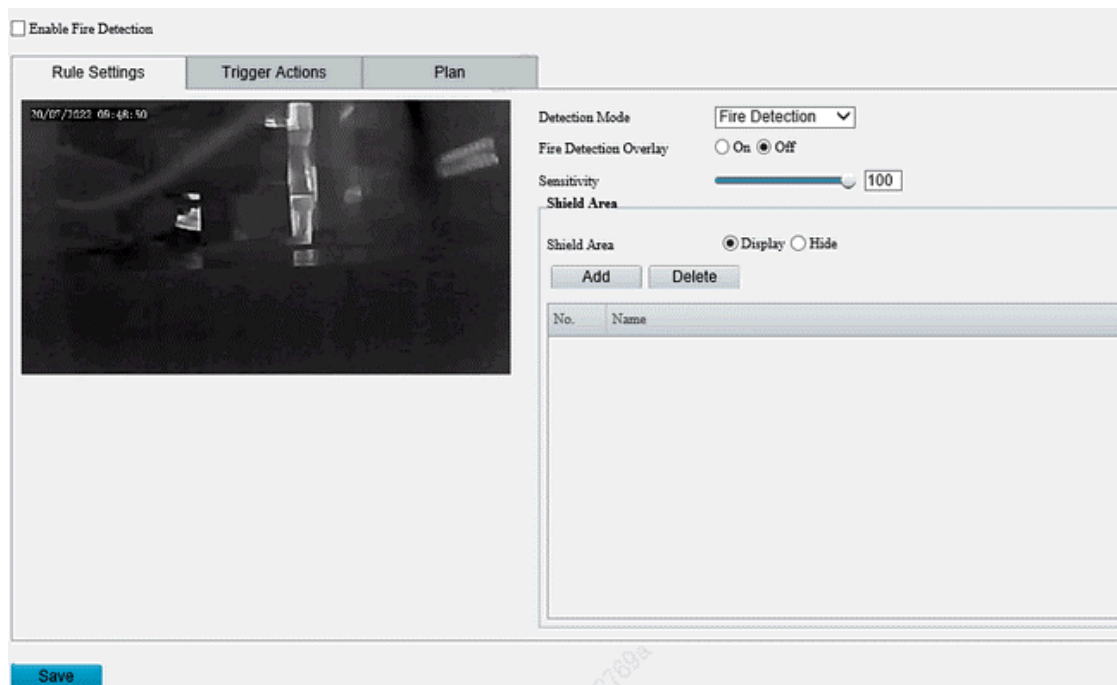 Enable Fire Detection
Rule Settings
Trigger Actions
Plan
20/07/2022 09:48:50
Detection Mode
Fire Detection
Fire Detection Overlay
On
Off
Sensitivity
100
Shield Area
Shield Area
Display
Hide
Add
Delete
No.
Name
Save